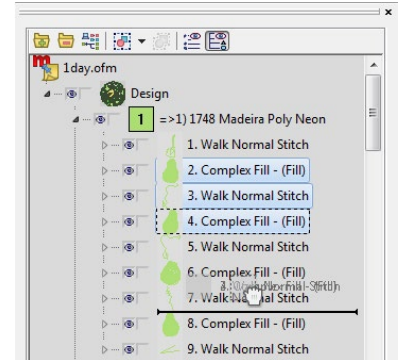 x
m
1day.ofm
Design
1 =>1) 1748 Madeira Poly Neon
1. Walk Normal Stitch
2. Complex Fill - (Fill)
3. Walk Normal Stitch
4. Complex Fill - (Fill)
5. Walk Normal Stitch
6. Complex Fill - (Fill)
7. Walk Normal Stitch
8. Complex Fill - (Fill)
9. Walk Normal Stitch